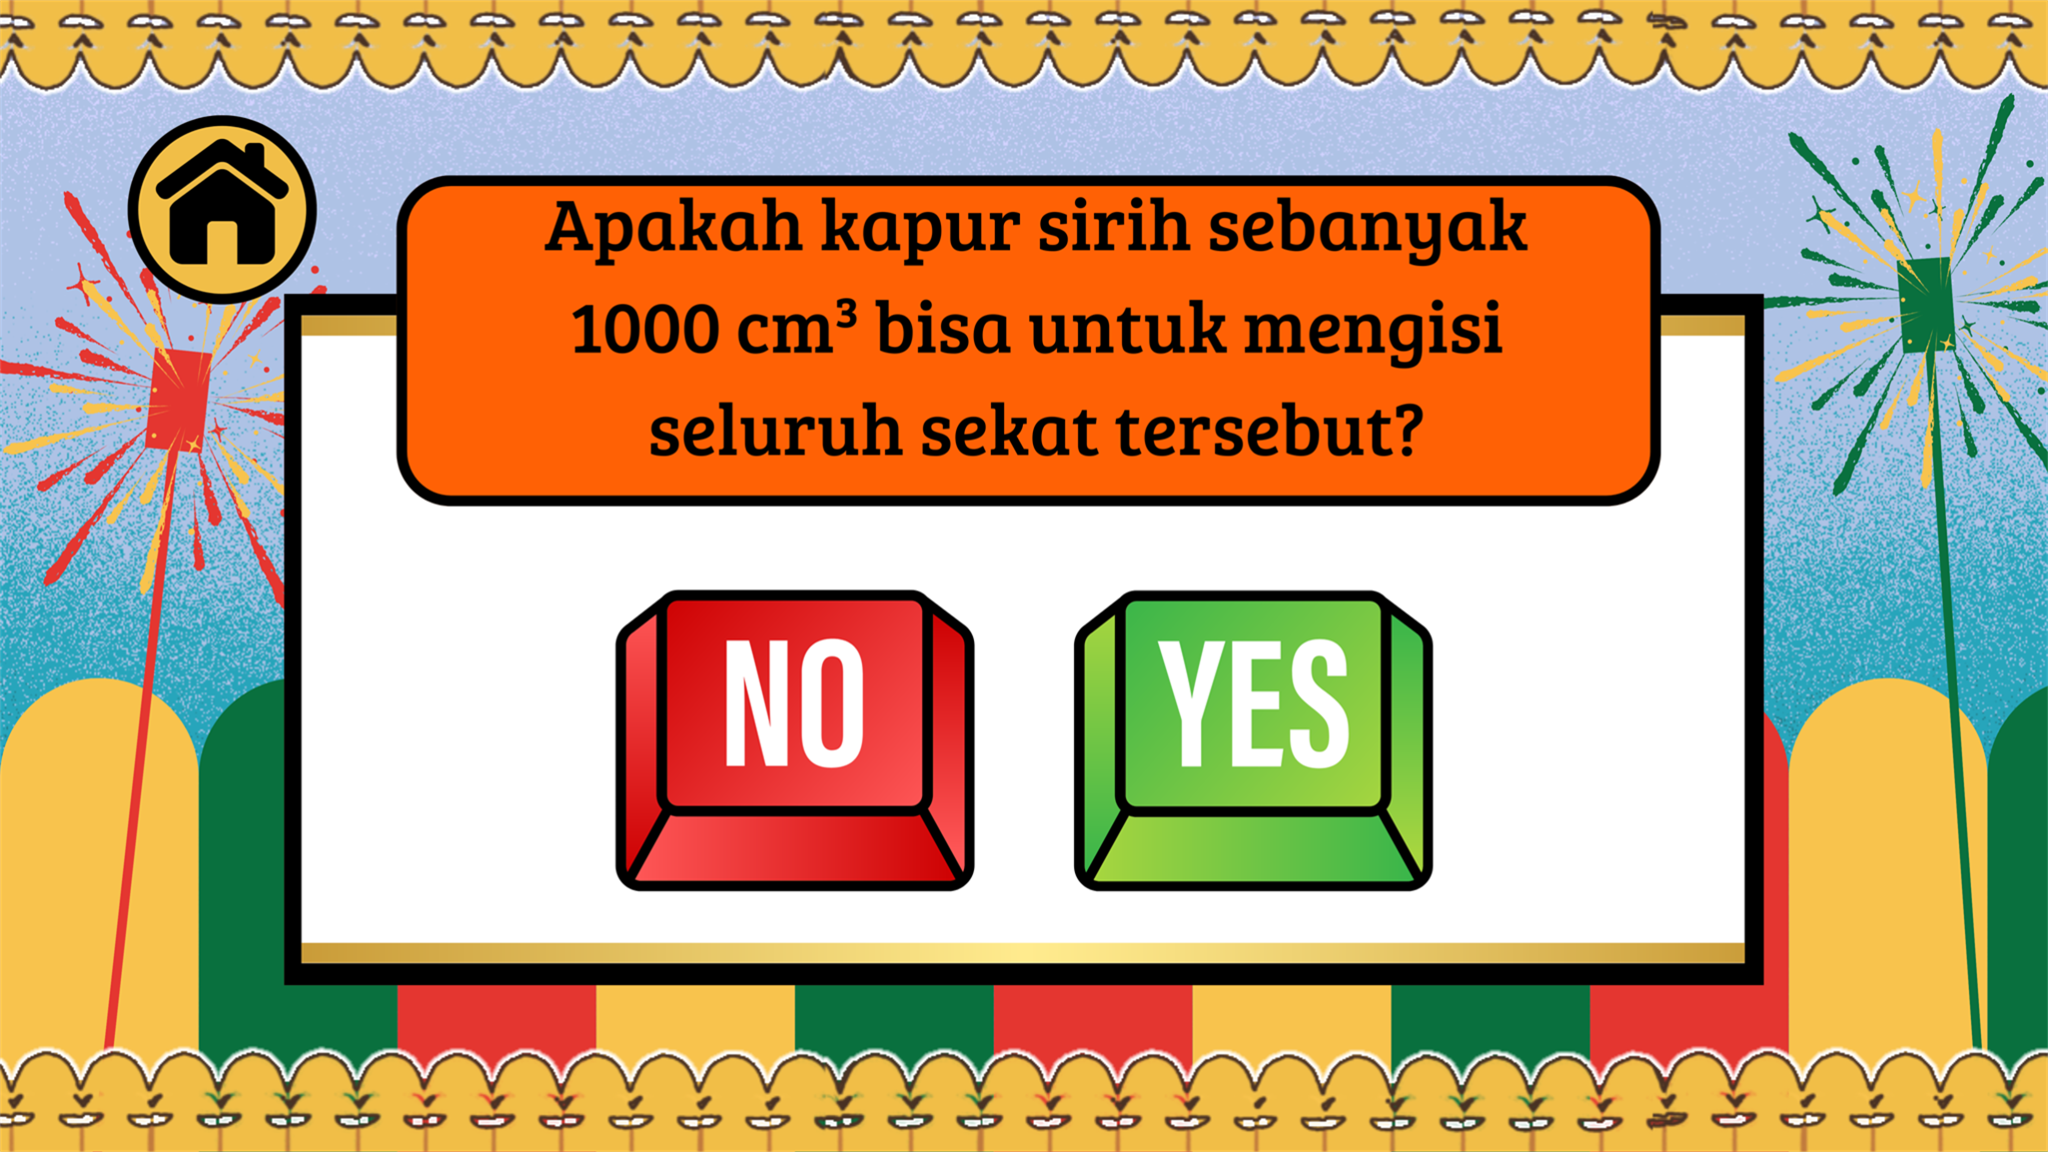 Apakah kapur sirih sebanyak
1000 cm³ bisa untuk mengisi
seluruh sekat tersebut?
NO
YES